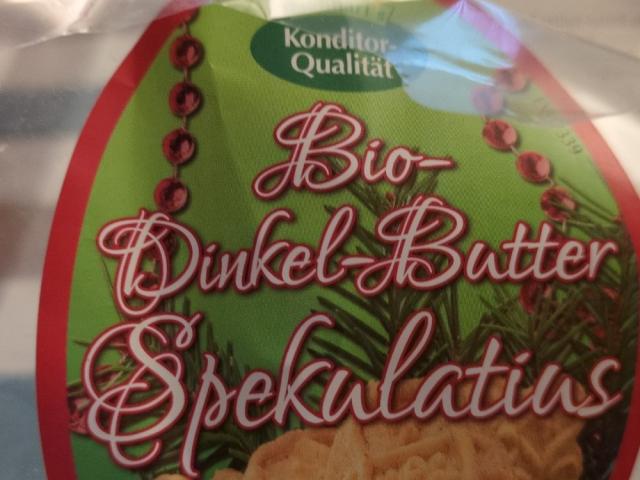 Konditor-
Qualität
Bio-
Dinkel-Butter
Spekulatius